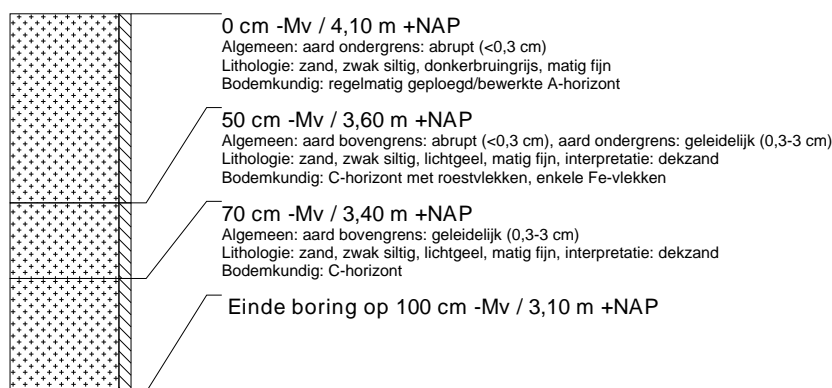 0 cm -Mv / 4,10 m +NAP
Algemeen: aard ondergrens: abrupt (<0,3 cm)
Lithologie: zand, zwak siltig, donkerbruingrijs, matig fijn
Bodemkundig: regelmatig geploegd/bewerkte A-horizont
50 cm -Mv / 3,60 m +NAP
Algemeen: aard bovengrens: abrupt (<0,3 cm), aard ondergrens: geleidelijk (0,3-3 cm)
Lithologie: zand, zwak siltig, lichtgeel, matig fijn, interpretatie: dekzand
Bodemkundig: C-horizont met roestvlekken, enkele Fe-vlekken
70 cm -Mv / 3,40 m +NAP
Algemeen: aard bovengrens: geleidelijk (0,3-3 cm)
Lithologie: zand, zwak siltig, lichtgeel, matig fijn, interpretatie: dekzand
Bodemkundig: C-horizont
Einde boring op 100 cm -Mv / 3,10 m +NAP